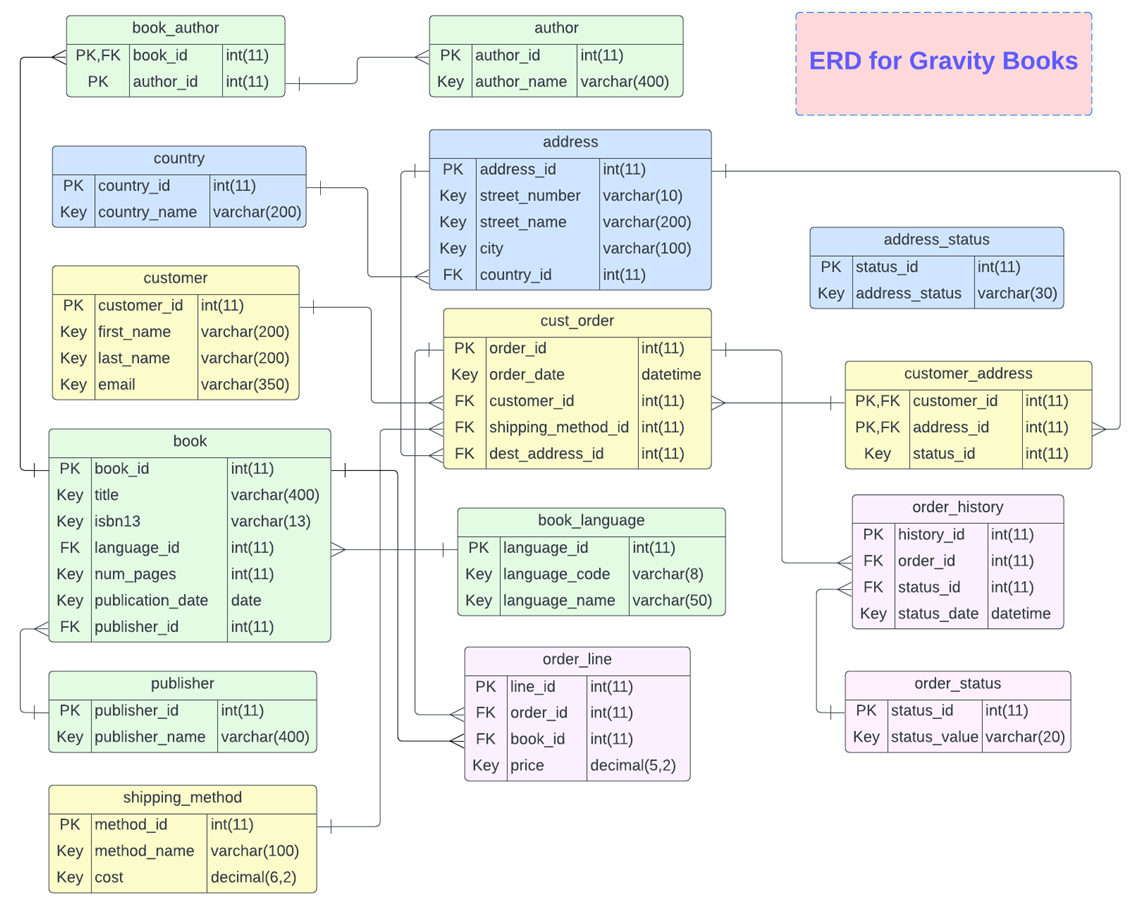 ERD for Gravity Books
book_author
PK,FK book_id int(11)
PK author_id int(11)
author
PK author_id int(11)
Key author_name varchar(400)
country
PK country_id int(11)
Key country_name varchar(200)
address
PK address_id int(11)
Key street_number varchar(10)
Key street_name varchar(200)
Key city varchar(100)
FK country_id int(11)
address_status
PK status_id int(11)
Key address_status varchar(30)
customer
PK customer_id int(11)
Key first_name varchar(200)
Key last_name varchar(200)
Key email varchar(350)
cust_order
PK order_id int(11)
Key order_date datetime
FK customer_id int(11)
FK shipping_method_id int(11)
FK dest_address_id int(11)
customer_address
PK,FK customer_id int(11)
PK,FK address_id int(11)
Key status_id int(11)
book
PK book_id int(11)
Key title varchar(400)
Key isbn13 varchar(13)
FK language_id int(11)
Key num_pages int(11)
Key publication_date date
FK publisher_id int(11)
book_language
PK language_id int(11)
Key language_code varchar(8)
Key language_name varchar(50)
order_history
PK history_id int(11)
FK order_id int(11)
FK status_id int(11)
Key status_date datetime
publisher
PK publisher_id int(11)
Key publisher_name varchar(400)
order_line
PK line_id int(11)
FK order_id int(11)
FK book_id int(11)
Key price decimal(5,2)
order_status
PK status_id int(11)
Key status_value varchar(20)
shipping_method
PK method_id int(11)
Key method_name varchar(100)
Key cost decimal(6,2)